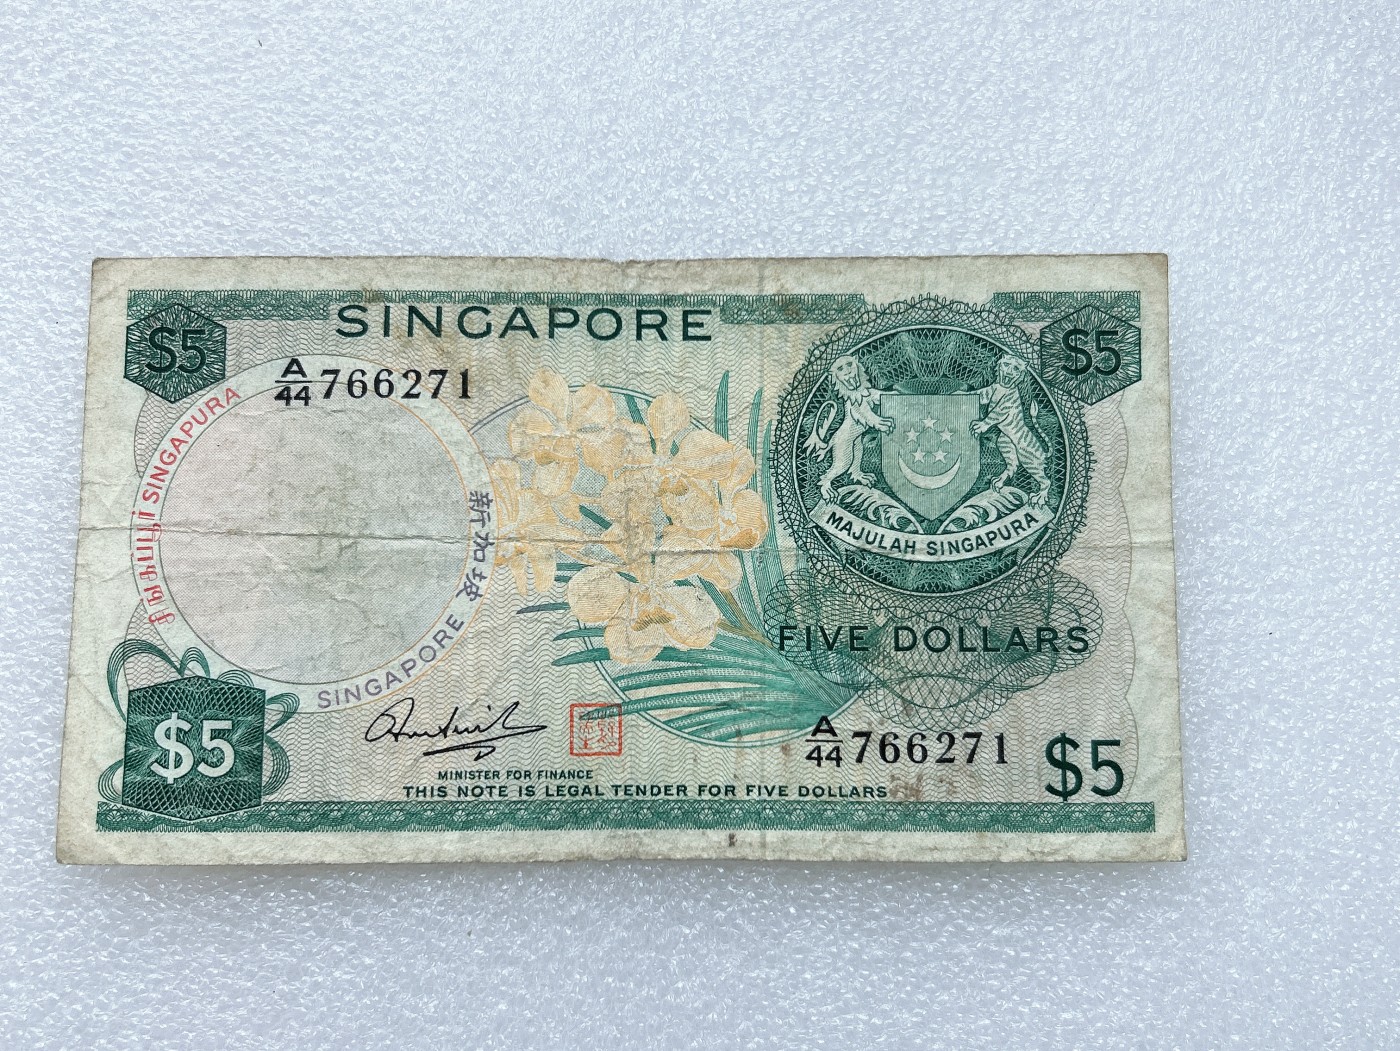 SINGAPORE
$5
$5
A/44 766271
SINGAPURA
சிங்கப்பூர்
新加坡
SINGAPORE
MAJULAH SINGAPURA
FIVE DOLLARS
$5
MINISTER FOR FINANCE
THIS NOTE IS LEGAL TENDER FOR FIVE DOLLARS
A/44 766271
$5